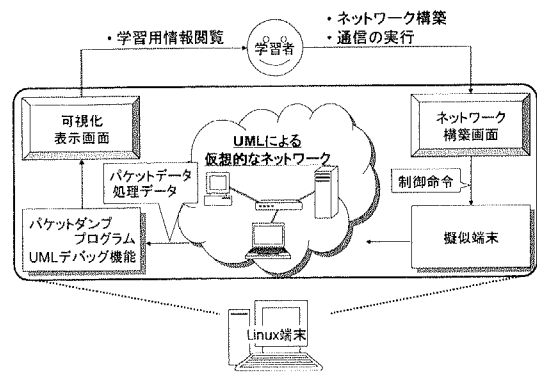 ・学習用情報閲覧
学習者
・ネットワーク構築
・通信の実行
可視化
表示画面
UMLによる
仮想的なネットワーク
ネットワーク
構築画面
パケットデータ
処理データ
制御命令
パケットダンプ
プログラム
UMLデバッグ機能
擬似端末
Linux端末